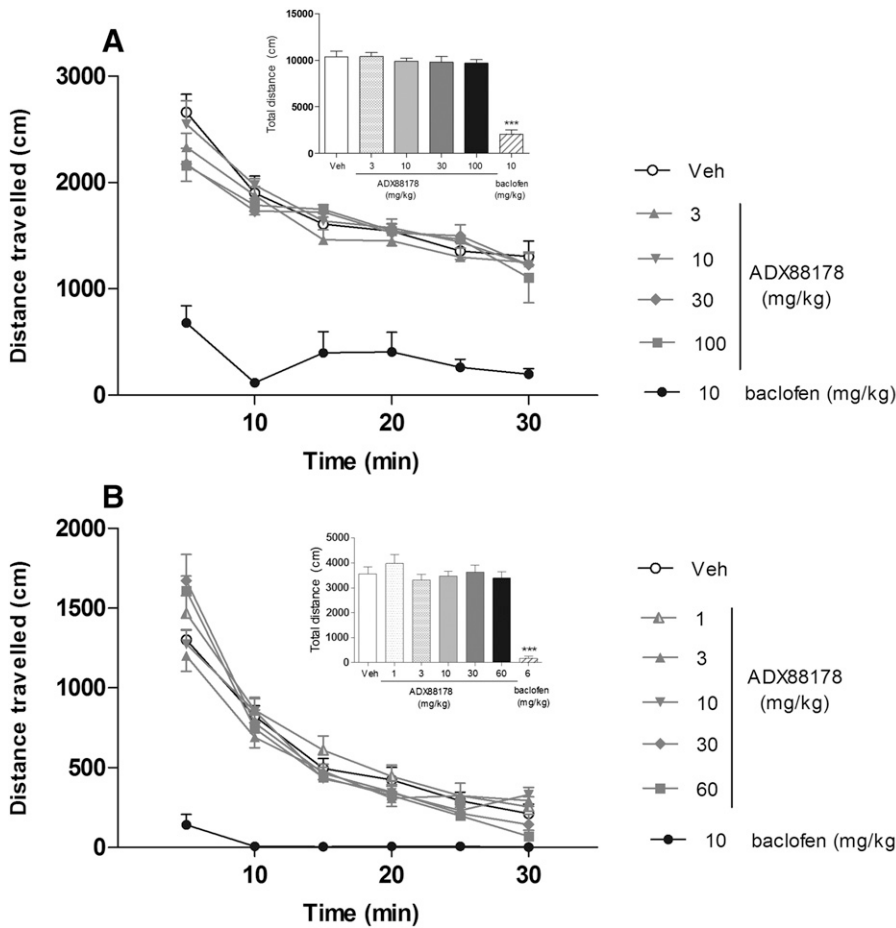 A
Distance travelled (cm)
3000
2000
1000
0
10
20
30
Time (min)
Total distance (cm)
15000
10000
5000
0
***
Veh
3
10
30
100
10
ADX88178
(mg/kg)
baclofen
(mg/kg)
Veh
3
10
30
100
ADX88178
(mg/kg)
10 baclofen (mg/kg)
B
Distance travelled (cm)
2000
1500
1000
500
0
10
20
30
Time (min)
Total distance (cm)
5000
4000
3000
2000
1000
0
***
Veh
1
3
10
30
60
6
ADX88178
(mg/kg)
baclofen
(mg/kg)
Veh
1
3
10
30
60
ADX88178
(mg/kg)
10 baclofen (mg/kg